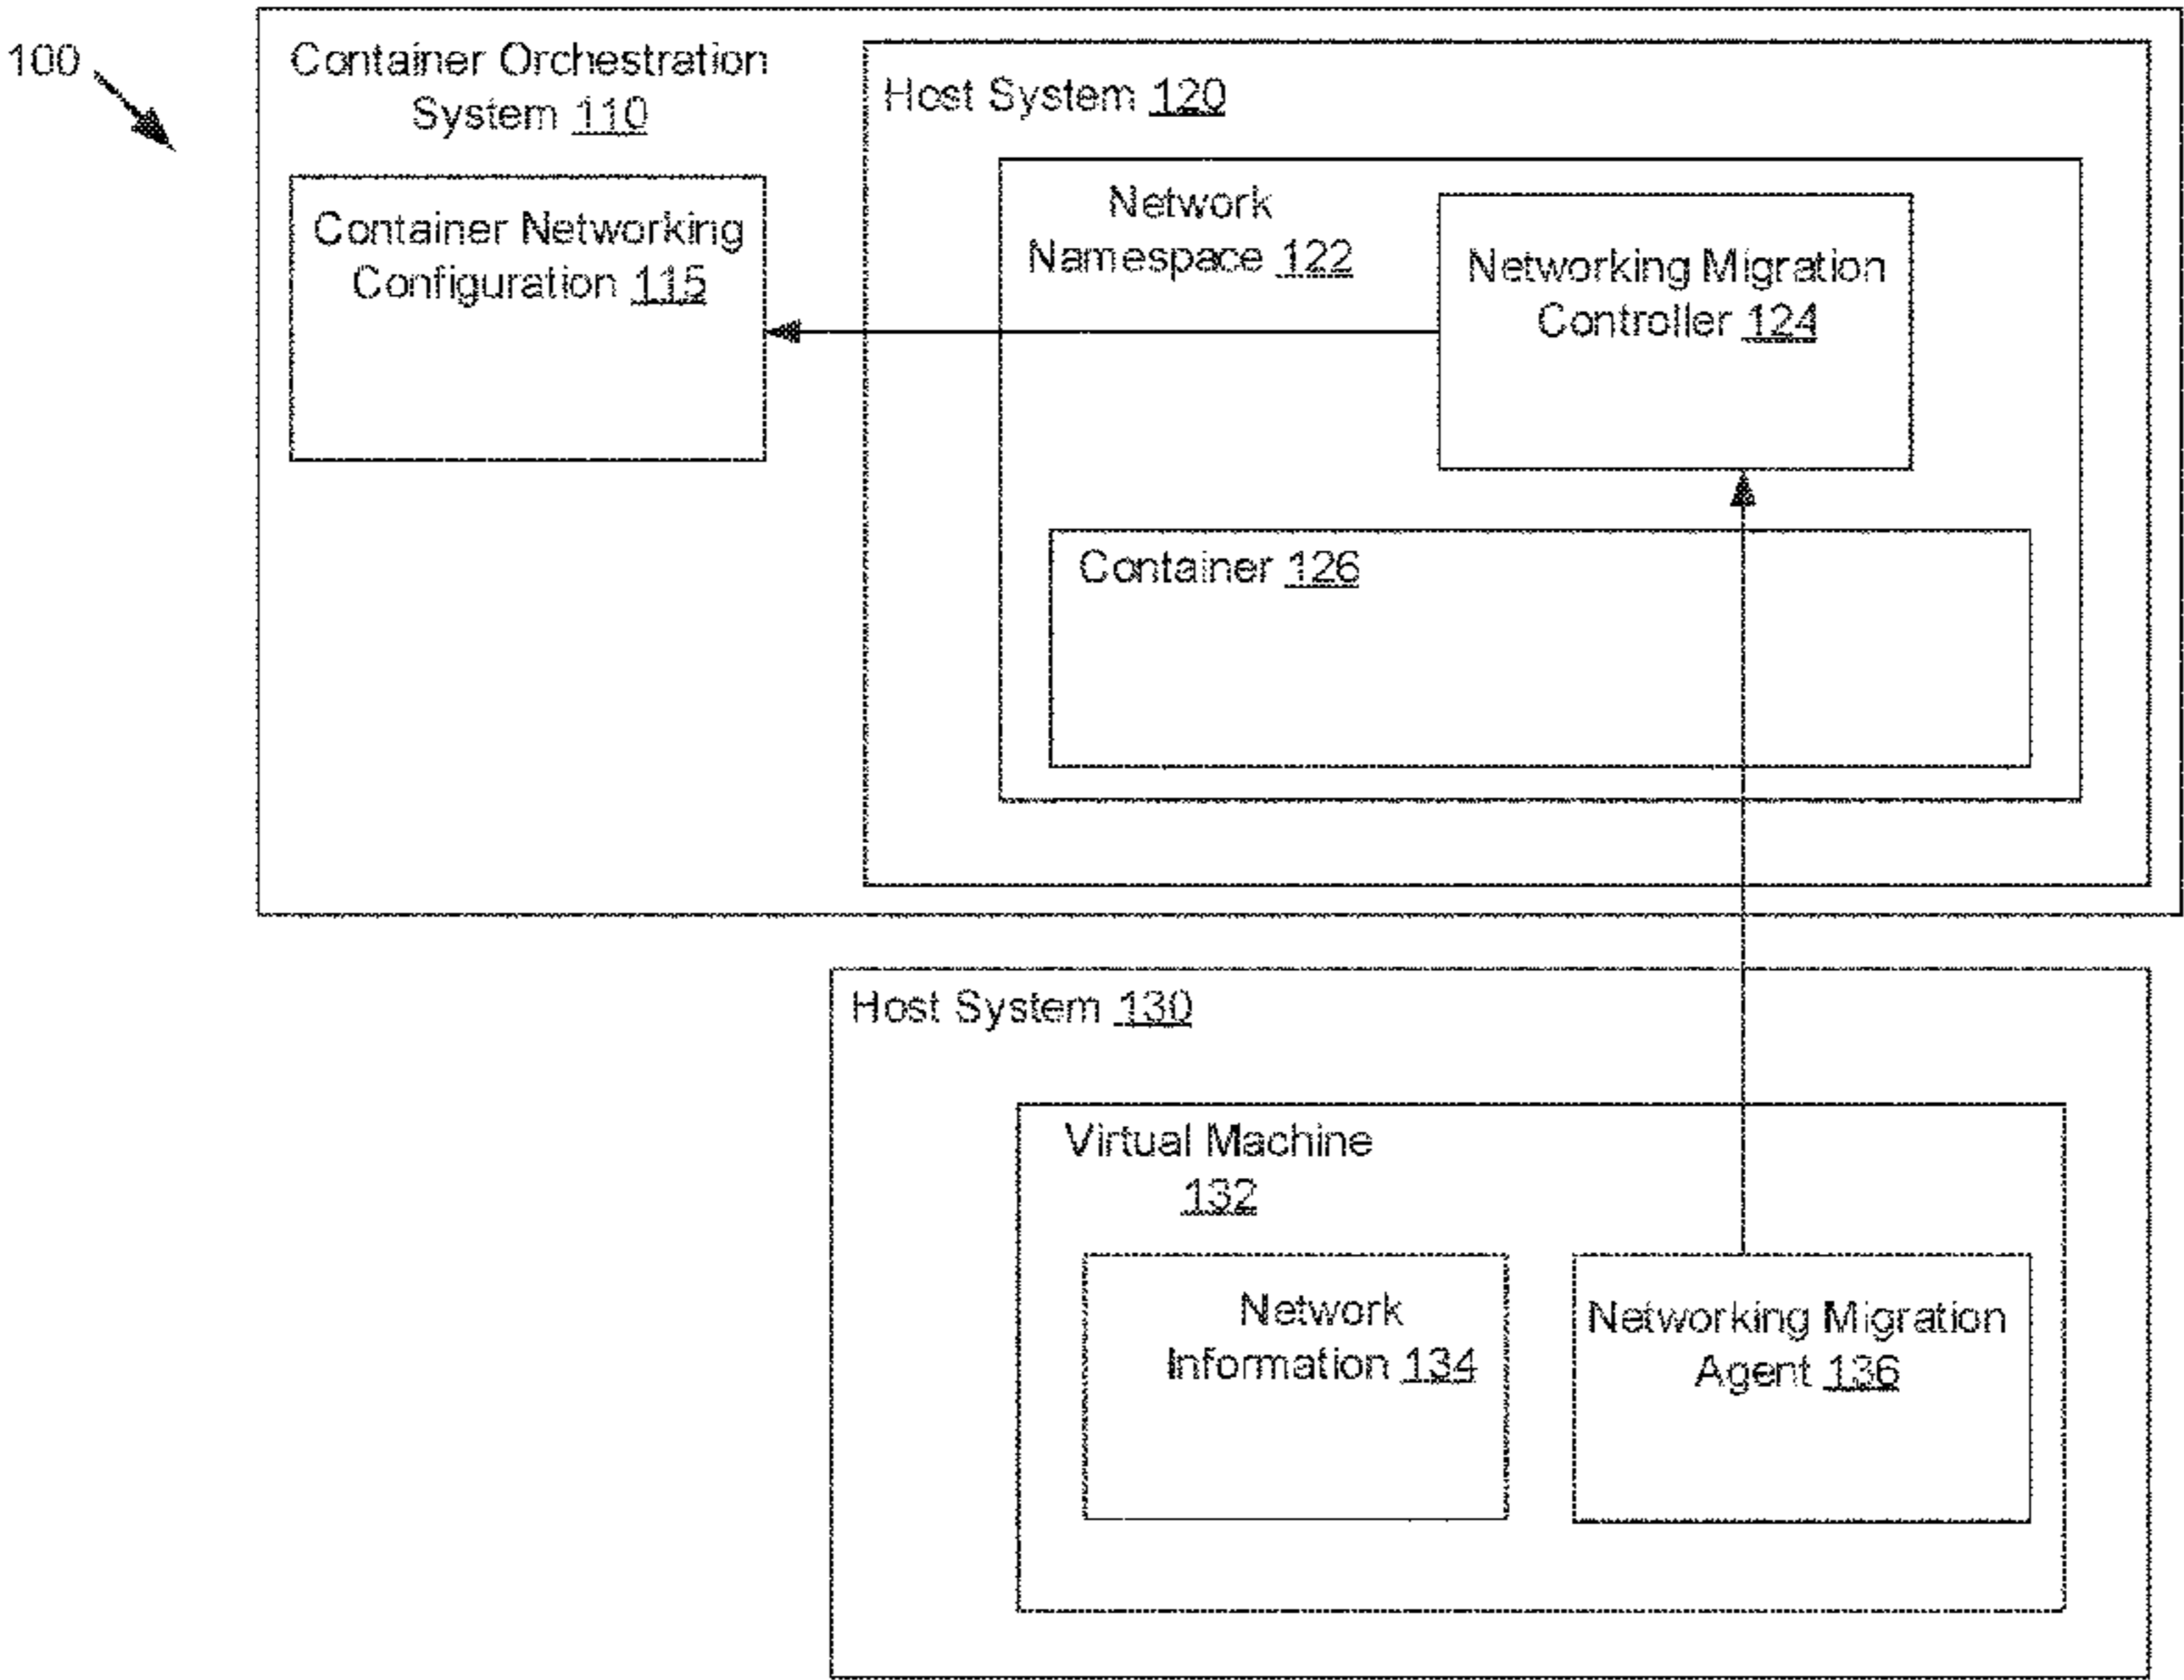 100
Container Orchestration
System 110
Container Networking
Configuration 115
Host System 120
Network
Namespace 122
Networking Migration
Controller 124
Container 126
Host System 130
Virtual Machine
132
Network
Information 134
Networking Migration
Agent 136